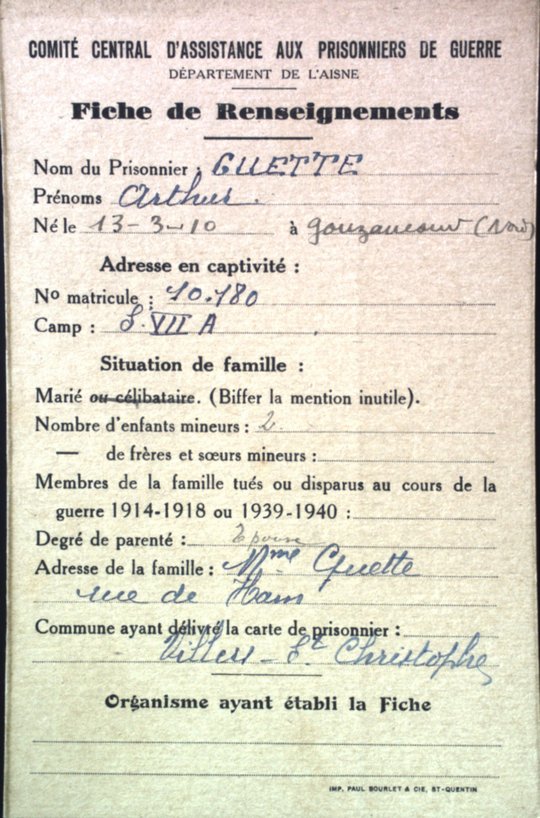 COMITÉ CENTRAL D'ASSISTANCE AUX PRISONNIERS DE GUERRE
DÉPARTEMENT DE L'AISNE
Fiche de Renseignements
Nom du Prisonnier : GUETTE
Prénoms Arthur.
Né le 13-3-10 à Gouzeaucourt (Nord)
Adresse en captivité :
No matricule : 10.180
Camp : S. VII A
Situation de famille :
Marié ou célibataire. (Biffer la mention inutile).
Nombre d'enfants mineurs : 2
— de frères et sœurs mineurs :
Membres de la famille tués ou disparus au cours de la
guerre 1914-1918 ou 1939-1940 :
Degré de parenté : Epouse
Adresse de la famille : Mme Guette
rue de Ham
Commune ayant délivré la carte de prisonnier :
Villers - St Christophe
Organisme ayant établi la Fiche
IMP. PAUL BOURLET & CIE, ST-QUENTIN